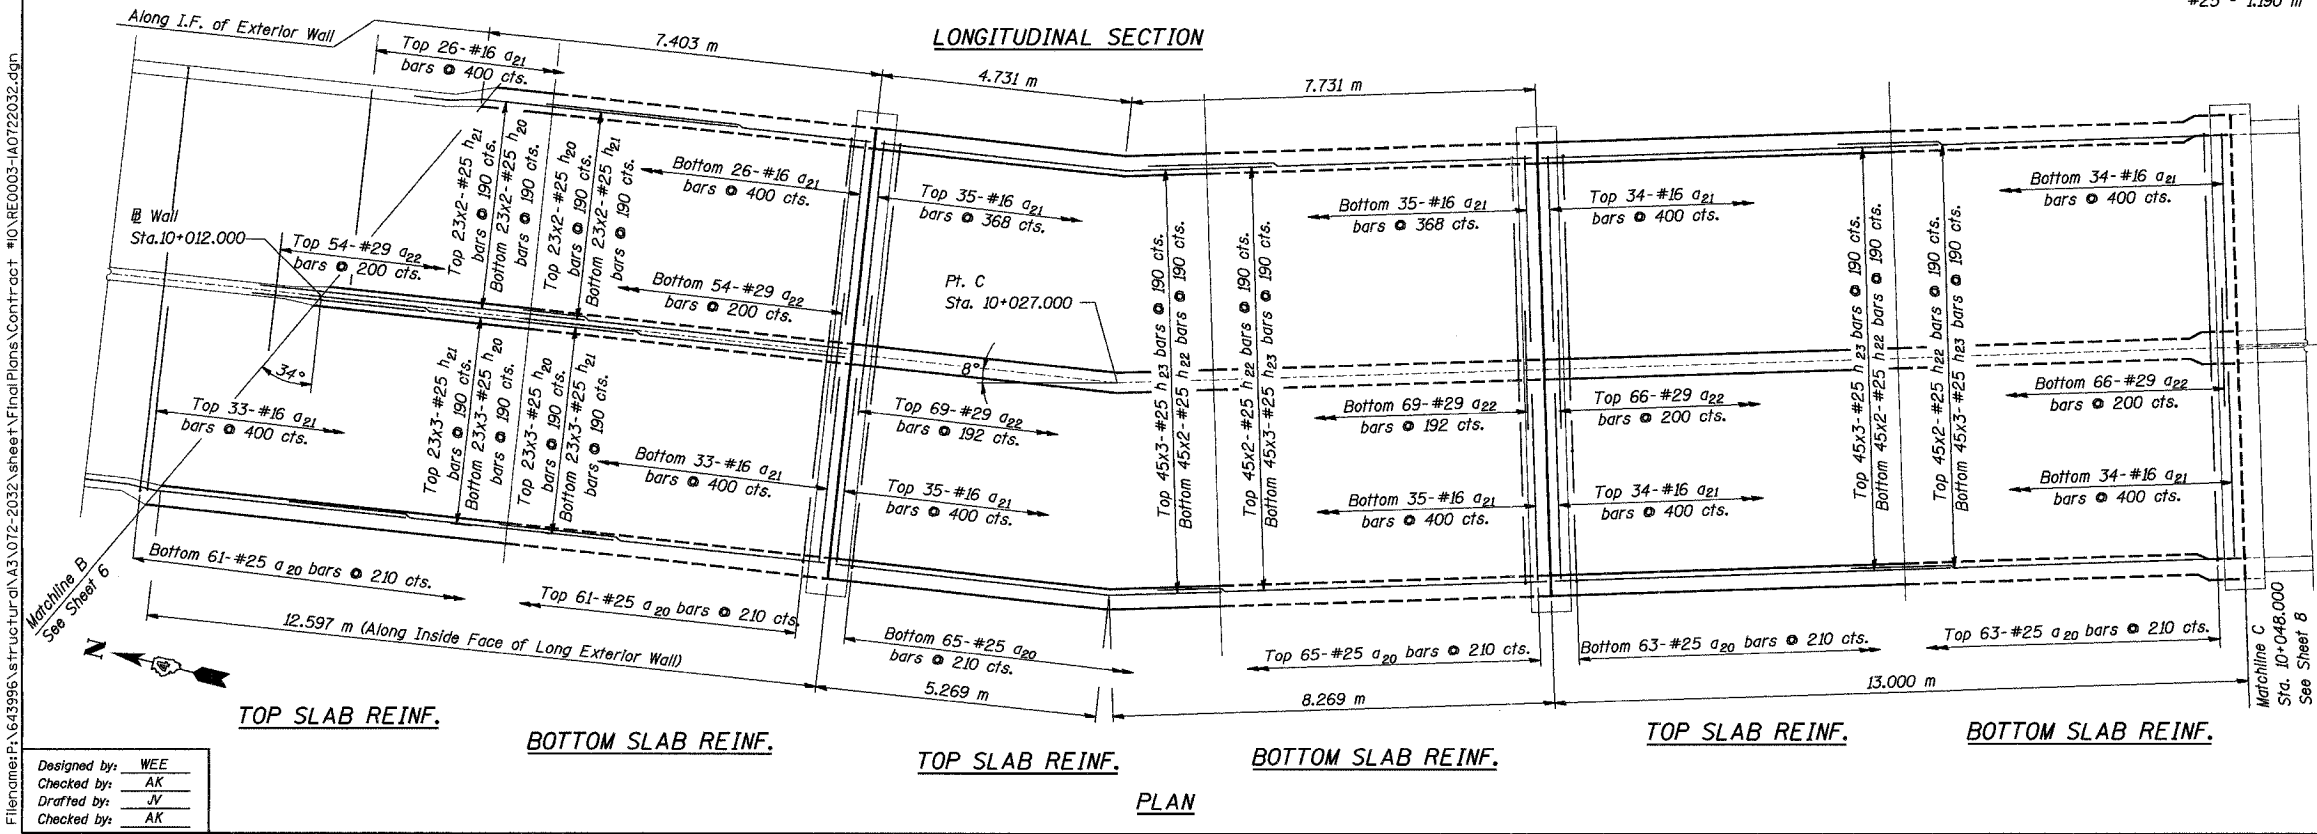 #25 - 1.190 m
LONGITUDINAL SECTION
Along I.F. of Exterior Wall
Top 26-#16 a21
bars @ 400 cts.
7.403 m
4.731 m
7.731 m
℄ Wall
Sta.10+012.000
Top 54-#29 a22
bars @ 200 cts.
Top 23x2-#25 h21
bars @ 190 cts.
Bottom 23x2-#25 h20
bars @ 190 cts.
Top 23x2-#25 h20
bars @ 190 cts.
Bottom 23x2-#25 h21
bars @ 190 cts.
Bottom 26-#16 a21
bars @ 400 cts.
Bottom 54-#29 a22
bars @ 200 cts.
Top 35-#16 a21
bars @ 368 cts.
Pt. C
Sta. 10+027.000
8°
Bottom 35-#16 a21
bars @ 368 cts.
Top 34-#16 a21
bars @ 400 cts.
Bottom 34-#16 a21
bars @ 400 cts.
34°
Top 33-#16 a21
bars @ 400 cts.
Top 23x3-#25 h21
bars @ 190 cts.
Bottom 23x3-#25 h20
bars @ 190 cts.
Top 23x3-#25 h20
bars @ 190 cts.
Bottom 23x3-#25 h21
bars @ 190 cts.
Bottom 33-#16 a21
bars @ 400 cts.
Top 69-#29 a22
bars @ 192 cts.
Top 35-#16 a21
bars @ 400 cts.
Top 45x3-#25 h23 bars @ 190 cts.
Bottom 45x2-#25 h22 bars @ 190 cts.
Top 45x2-#25 h22 bars @ 190 cts.
Bottom 45x3-#25 h23 bars @ 190 cts.
Bottom 69-#29 a22
bars @ 192 cts.
Bottom 35-#16 a21
bars @ 400 cts.
Top 66-#29 a22
bars @ 200 cts.
Top 34-#16 a21
bars @ 400 cts.
Top 45x3-#25 h23 bars @ 190 cts.
Bottom 45x2-#25 h22 bars @ 190 cts.
Top 45x2-#25 h22 bars @ 190 cts.
Bottom 45x3-#25 h23 bars @ 190 cts.
Bottom 66-#29 a22
bars @ 200 cts.
Bottom 34-#16 a21
bars @ 400 cts.
Matchline B
See Sheet 6
Bottom 61-#25 a20 bars @ 210 cts.
Top 61-#25 a20 bars @ 210 cts.
12.597 m (Along Inside Face of Long Exterior Wall)
Bottom 65-#25 a20
bars @ 210 cts.
5.269 m
Top 65-#25 a20 bars @ 210 cts.
8.269 m
Bottom 63-#25 a20 bars @ 210 cts.
Top 63-#25 a20 bars @ 210 cts.
13.000 m
Matchline C
Sta. 10+048.000
See Sheet 8
N
TOP SLAB REINF.
BOTTOM SLAB REINF.
TOP SLAB REINF.
BOTTOM SLAB REINF.
TOP SLAB REINF.
BOTTOM SLAB REINF.
PLAN
Designed by: WEE
Checked by: AK
Drafted by: JV
Checked by: AK
Filename:P:\643996\structural\A3\072-2032\sheet\FinalPlans\Contract #10\RE0003-IA0722032.dgn